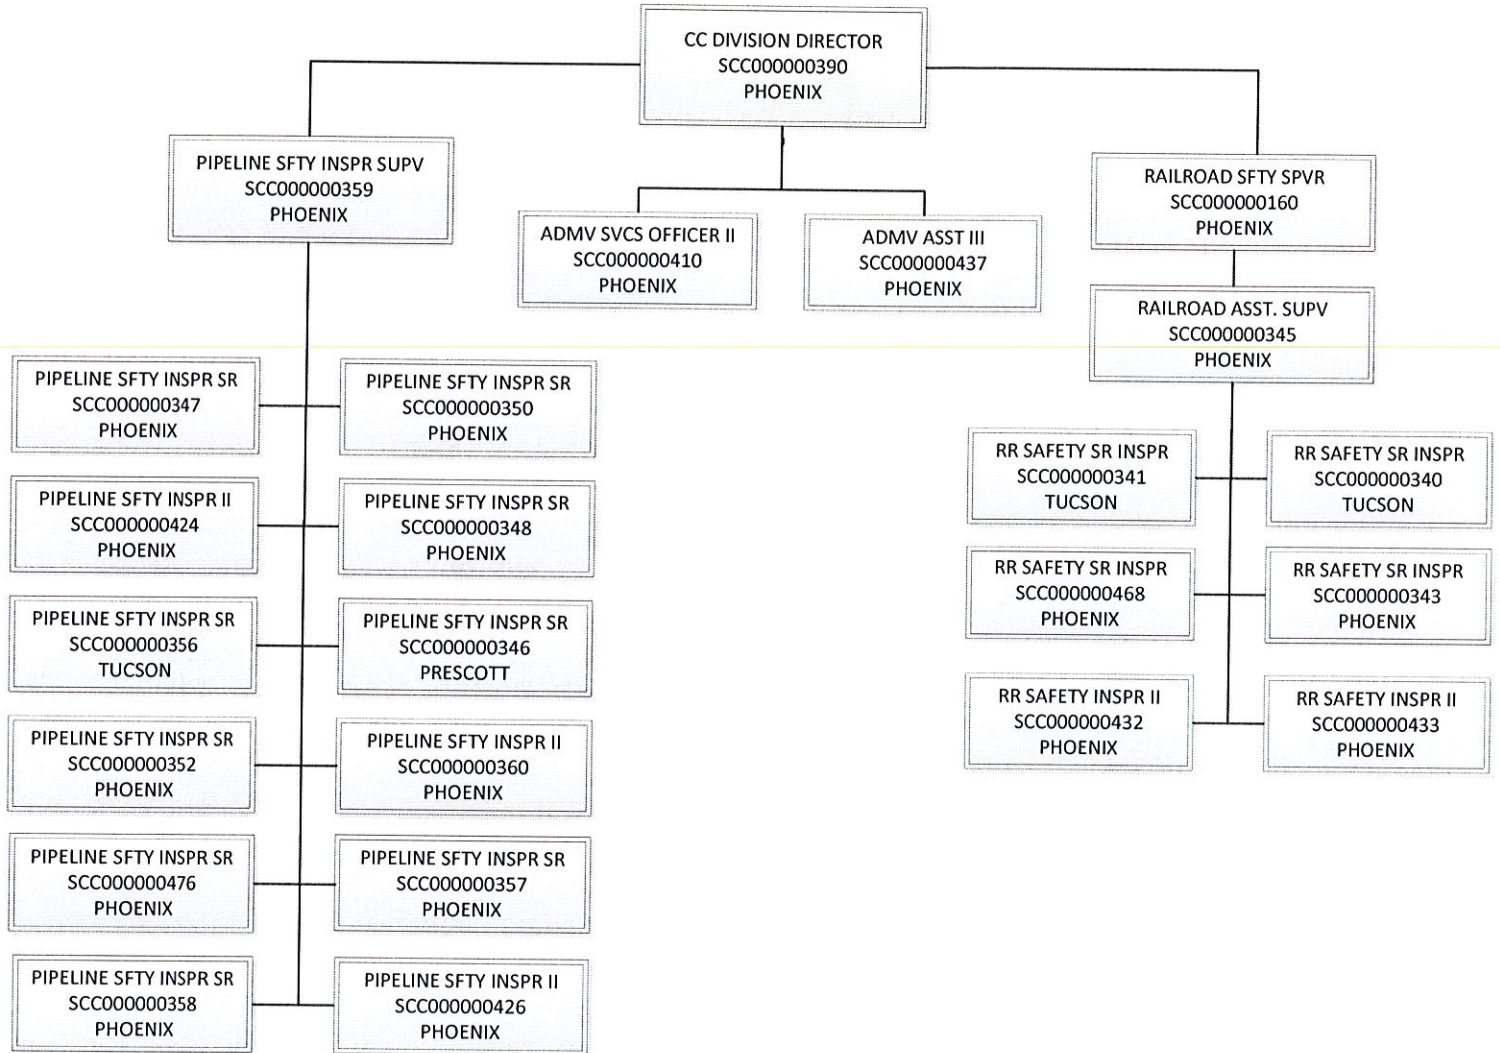 CC DIVISION DIRECTOR
SCC000000390
PHOENIX
PIPELINE SFTY INSPR SUPV
SCC000000359
PHOENIX
ADMV SVCS OFFICER II
SCC000000410
PHOENIX
ADMV ASST III
SCC000000437
PHOENIX
RAILROAD SFTY SPVR
SCC000000160
PHOENIX
RAILROAD ASST. SUPV
SCC000000345
PHOENIX
PIPELINE SFTY INSPR SR
SCC000000347
PHOENIX
PIPELINE SFTY INSPR SR
SCC000000350
PHOENIX
PIPELINE SFTY INSPR II
SCC000000424
PHOENIX
PIPELINE SFTY INSPR SR
SCC000000348
PHOENIX
PIPELINE SFTY INSPR SR
SCC000000356
TUCSON
PIPELINE SFTY INSPR SR
SCC000000346
PRESCOTT
PIPELINE SFTY INSPR SR
SCC000000352
PHOENIX
PIPELINE SFTY INSPR II
SCC000000360
PHOENIX
PIPELINE SFTY INSPR SR
SCC000000476
PHOENIX
PIPELINE SFTY INSPR SR
SCC000000357
PHOENIX
PIPELINE SFTY INSPR SR
SCC000000358
PHOENIX
PIPELINE SFTY INSPR II
SCC000000426
PHOENIX
RR SAFETY SR INSPR
SCC000000341
TUCSON
RR SAFETY SR INSPR
SCC000000340
TUCSON
RR SAFETY SR INSPR
SCC000000468
PHOENIX
RR SAFETY SR INSPR
SCC000000343
PHOENIX
RR SAFETY INSPR II
SCC000000432
PHOENIX
RR SAFETY INSPR II
SCC000000433
PHOENIX